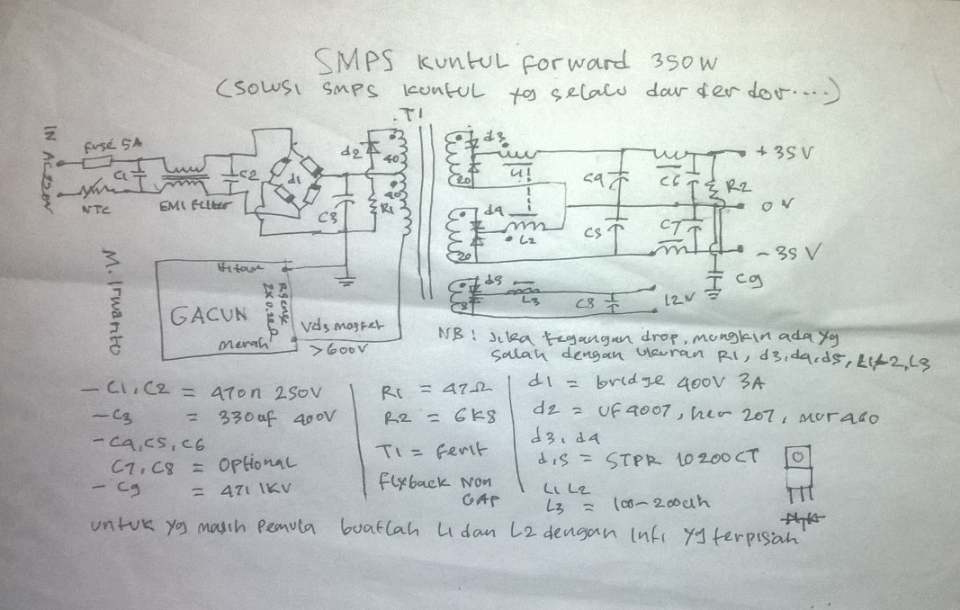 SMPS KUNTUL forward 350W
(SOLUSI SMPS KUNTUL yg selalu dar der dor....)
IN AC 220V
fuse 5A
C1
NTC
EMI Filter
C2
d1
C3
d2
R1
40
40
T1
d3
20
L1
C4
C6
R2
+35V
0V
d4
20
L2
C5
C7
-35V
C9
d5
8
L3
C8
12V
M. Irwanto
Hitam
GACUN
merah
Vds mosfet
>600V
NB: Jika tegangan drop, mungkin ada yg
salah dengan ukuran R1, d3, d4, d5, L1, L2, L3
- C1, C2 = 470n 250V
- C3 = 330uf 400V
- C4, C5, C6
C7, C8 = Optional
- C9 = 471 1KV
R1 = 47Ω
R2 = 6K8
T1 = ferit
flyback Non
GAP
d1 = bridge 400V 3A
d2 = UF4007, her 207, mur 460
d3, d4
d,5 = STPR 10200CT
L1 L2
L3 = 100-200uh
untuk yg masih pemula buatlah L1 dan L2 dengan inti yg terpisah